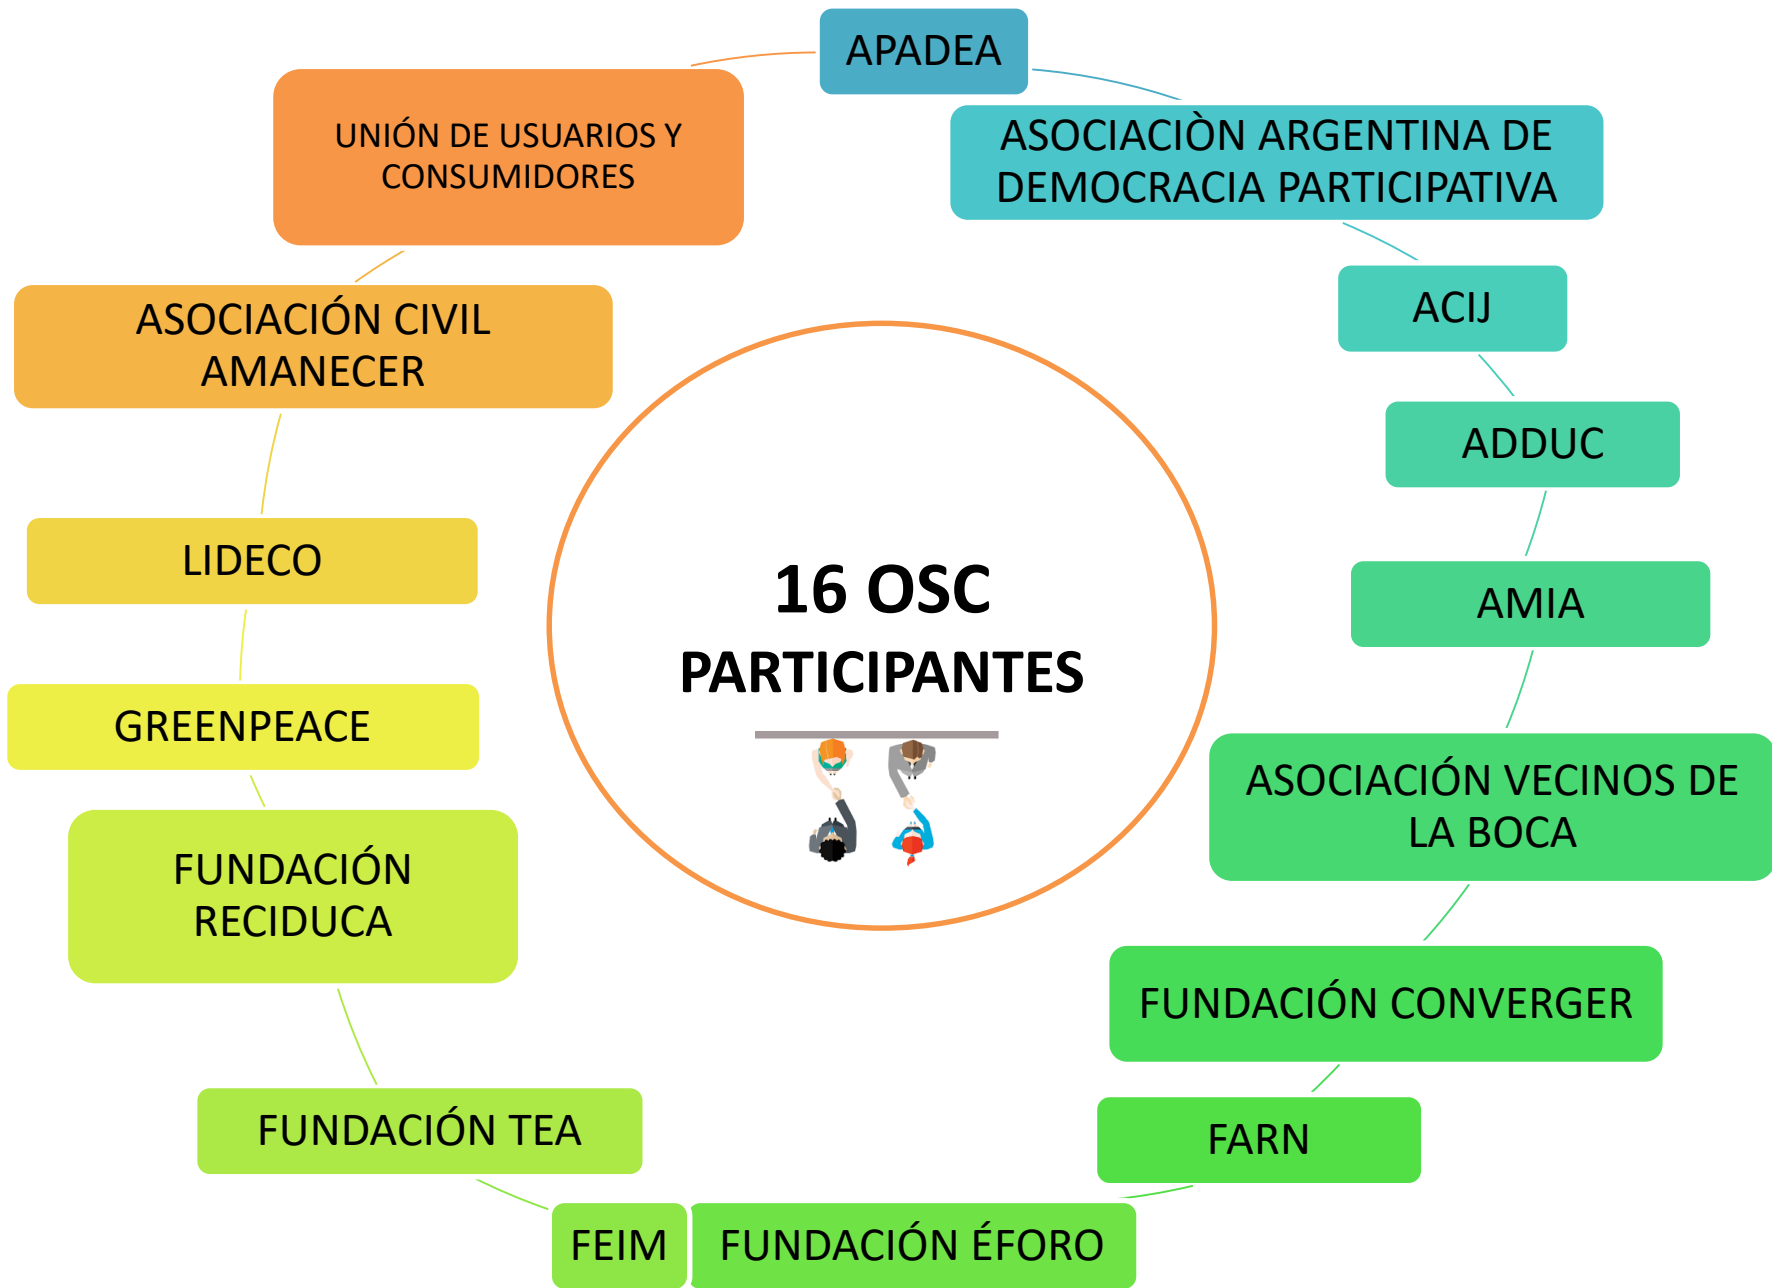 APADEA
ASOCIACIÒN ARGENTINA DE
DEMOCRACIA PARTICIPATIVA
ACIJ
ADDUC
AMIA
ASOCIACIÓN VECINOS DE
LA BOCA
FUNDACIÓN CONVERGER
FARN
FUNDACIÓN ÉFORO
FEIM
FUNDACIÓN TEA
FUNDACIÓN
RECIDUCA
GREENPEACE
LIDECO
ASOCIACIÓN CIVIL
AMANECER
UNIÓN DE USUARIOS Y
CONSUMIDORES
16 OSC
PARTICIPANTES